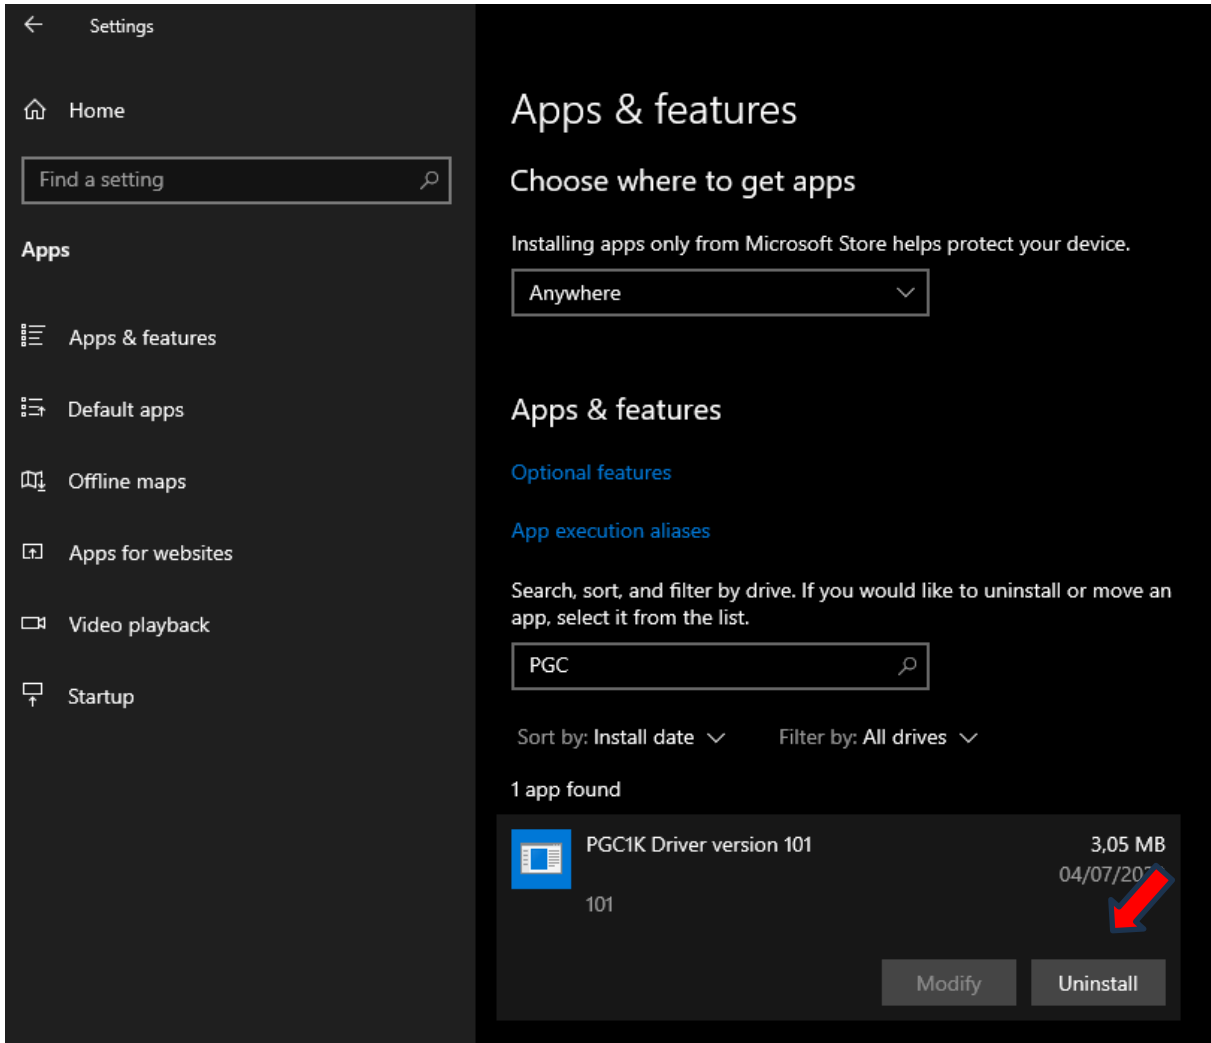 Settings
Home
Find a setting
Apps
Apps & features
Default apps
Offline maps
Apps for websites
Video playback
Startup
Apps & features
Choose where to get apps
Installing apps only from Microsoft Store helps protect your device.
Anywhere
Apps & features
Optional features
App execution aliases
Search, sort, and filter by drive. If you would like to uninstall or move an
app, select it from the list.
PGC
Sort by: Install date Filter by: All drives
1 app found
PGC1K Driver version 101 3,05 MB
101
Modify Uninstall